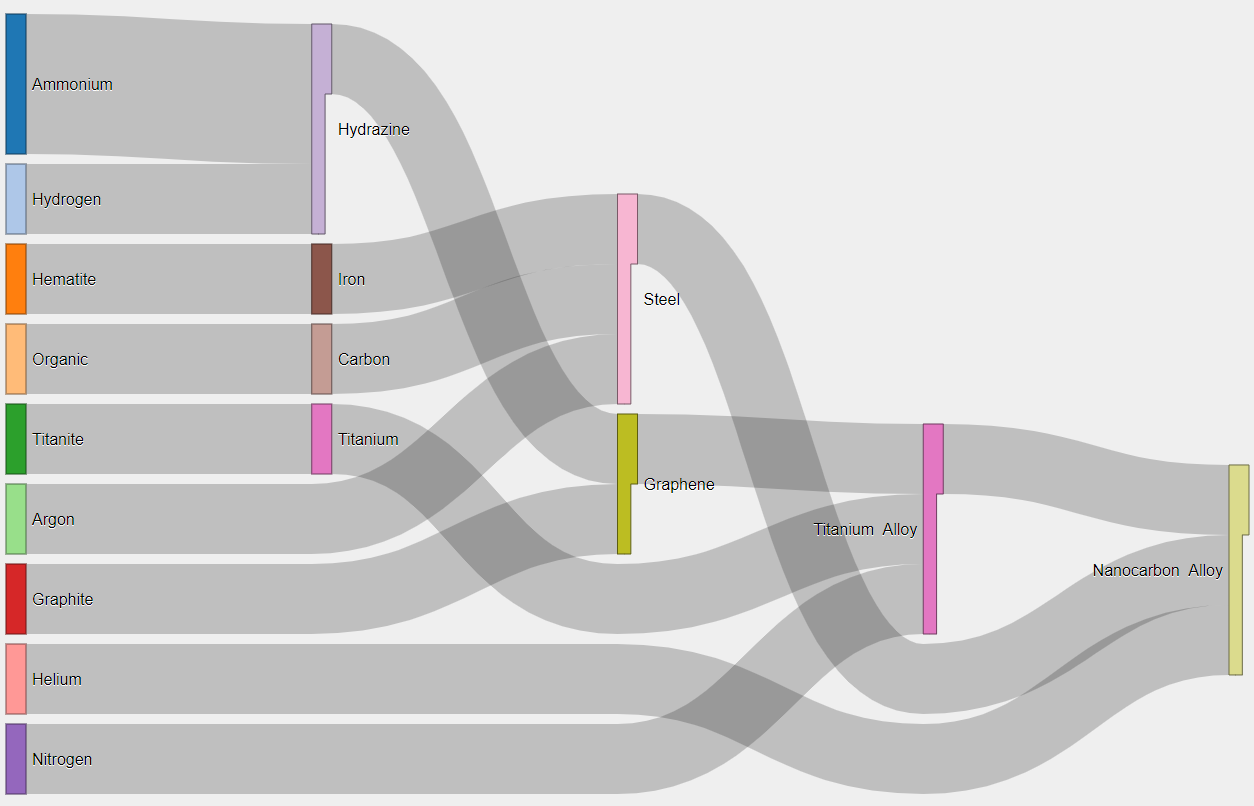 Ammonium
Hydrogen
Hematite
Organic
Titanite
Argon
Graphite
Helium
Nitrogen
Hydrazine
Iron
Carbon
Titanium
Steel
Graphene
Titanium Alloy
Nanocarbon Alloy